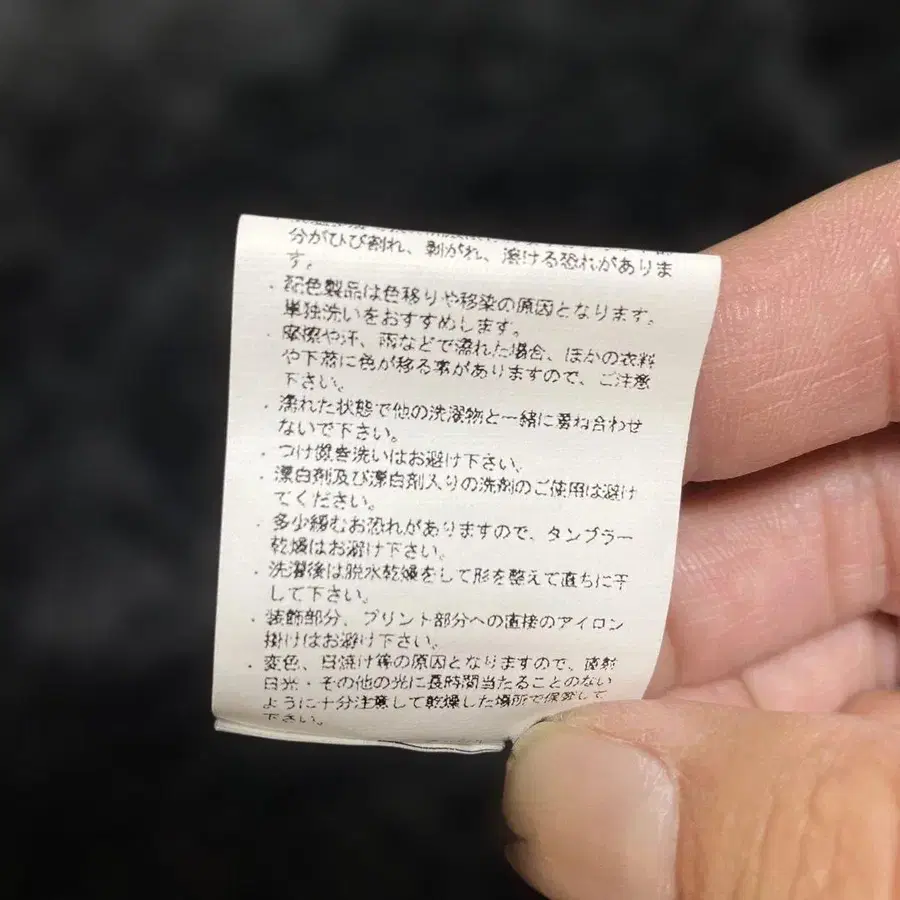 分がひび割れ、剥がれ、溶ける恐れがありま
す。
・配色製品は色移りや移染の原因となります。
単独洗いをおすすめします。
・摩擦や汗、雨などで濡れた場合、ほかの衣料
や下着に色が移る事がありますので、ご注意
下さい。
・濡れた状態で他の洗濯物と一緒に重ね合わせ
ないで下さい。
・つけ置き洗いはお避け下さい。
・漂白剤及び漂白剤入りの洗剤のご使用は避け
てください。
・多少緩むお恐れがありますので、タンブラー
乾燥はお避け下さい。
・洗濯後は脱水乾燥をして形を整えて直ちに干
して下さい。
・装飾部分、プリント部分への直接のアイロン
掛けはお避け下さい。
・変色、日焼け等の原因となりますので、直射
日光・その他の光に長時間当たることのない
ように十分注意して乾燥した場所で保管して
下さい。